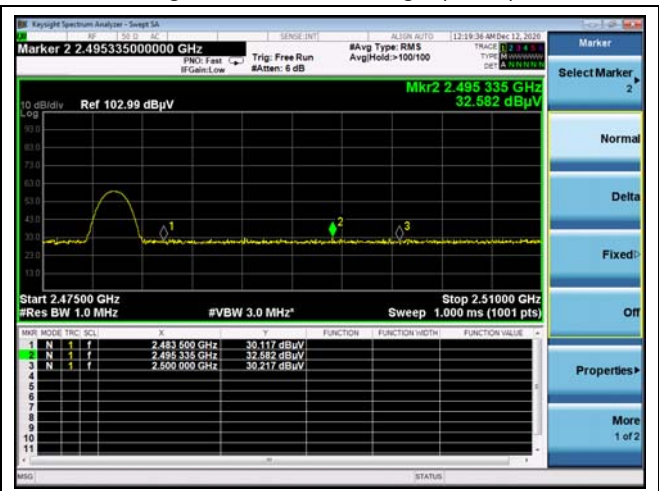 Keysight Spectrum Analyzer - Swept SA
RF 50 Ω AC SENSE:INT ALIGN AUTO 12:19:36 AM Dec 12, 2020
Marker 2 2.495335000000 GHz
PNO: Fast Trig: Free Run #Avg Type: RMS TRACE 1 2 3 4 5 6
IFGain:Low #Atten: 6 dB Avg|Hold:>100/100 TYPE M
DET A N N N N N
Mkr2 2.495 335 GHz
32.582 dBµV
10 dB/div Ref 102.99 dBµV
Log
93.0
83.0
73.0
63.0
53.0
43.0
33.0
23.0
13.0
1
2
3
Start 2.47500 GHz Stop 2.51000 GHz
#Res BW 1.0 MHz #VBW 3.0 MHz* Sweep 1.000 ms (1001 pts)
MKR MODE TRC SCL X Y FUNCTION FUNCTION WIDTH FUNCTION VALUE
1 N 1 f 2.483 500 GHz 30.117 dBµV
2 N 1 f 2.495 335 GHz 32.582 dBµV
3 N 1 f 2.500 000 GHz 30.217 dBµV
4
5
6
7
8
9
10
11
MSG STATUS
Marker
Select Marker
2
Normal
Delta
Fixed
Off
Properties
More
1 of 2